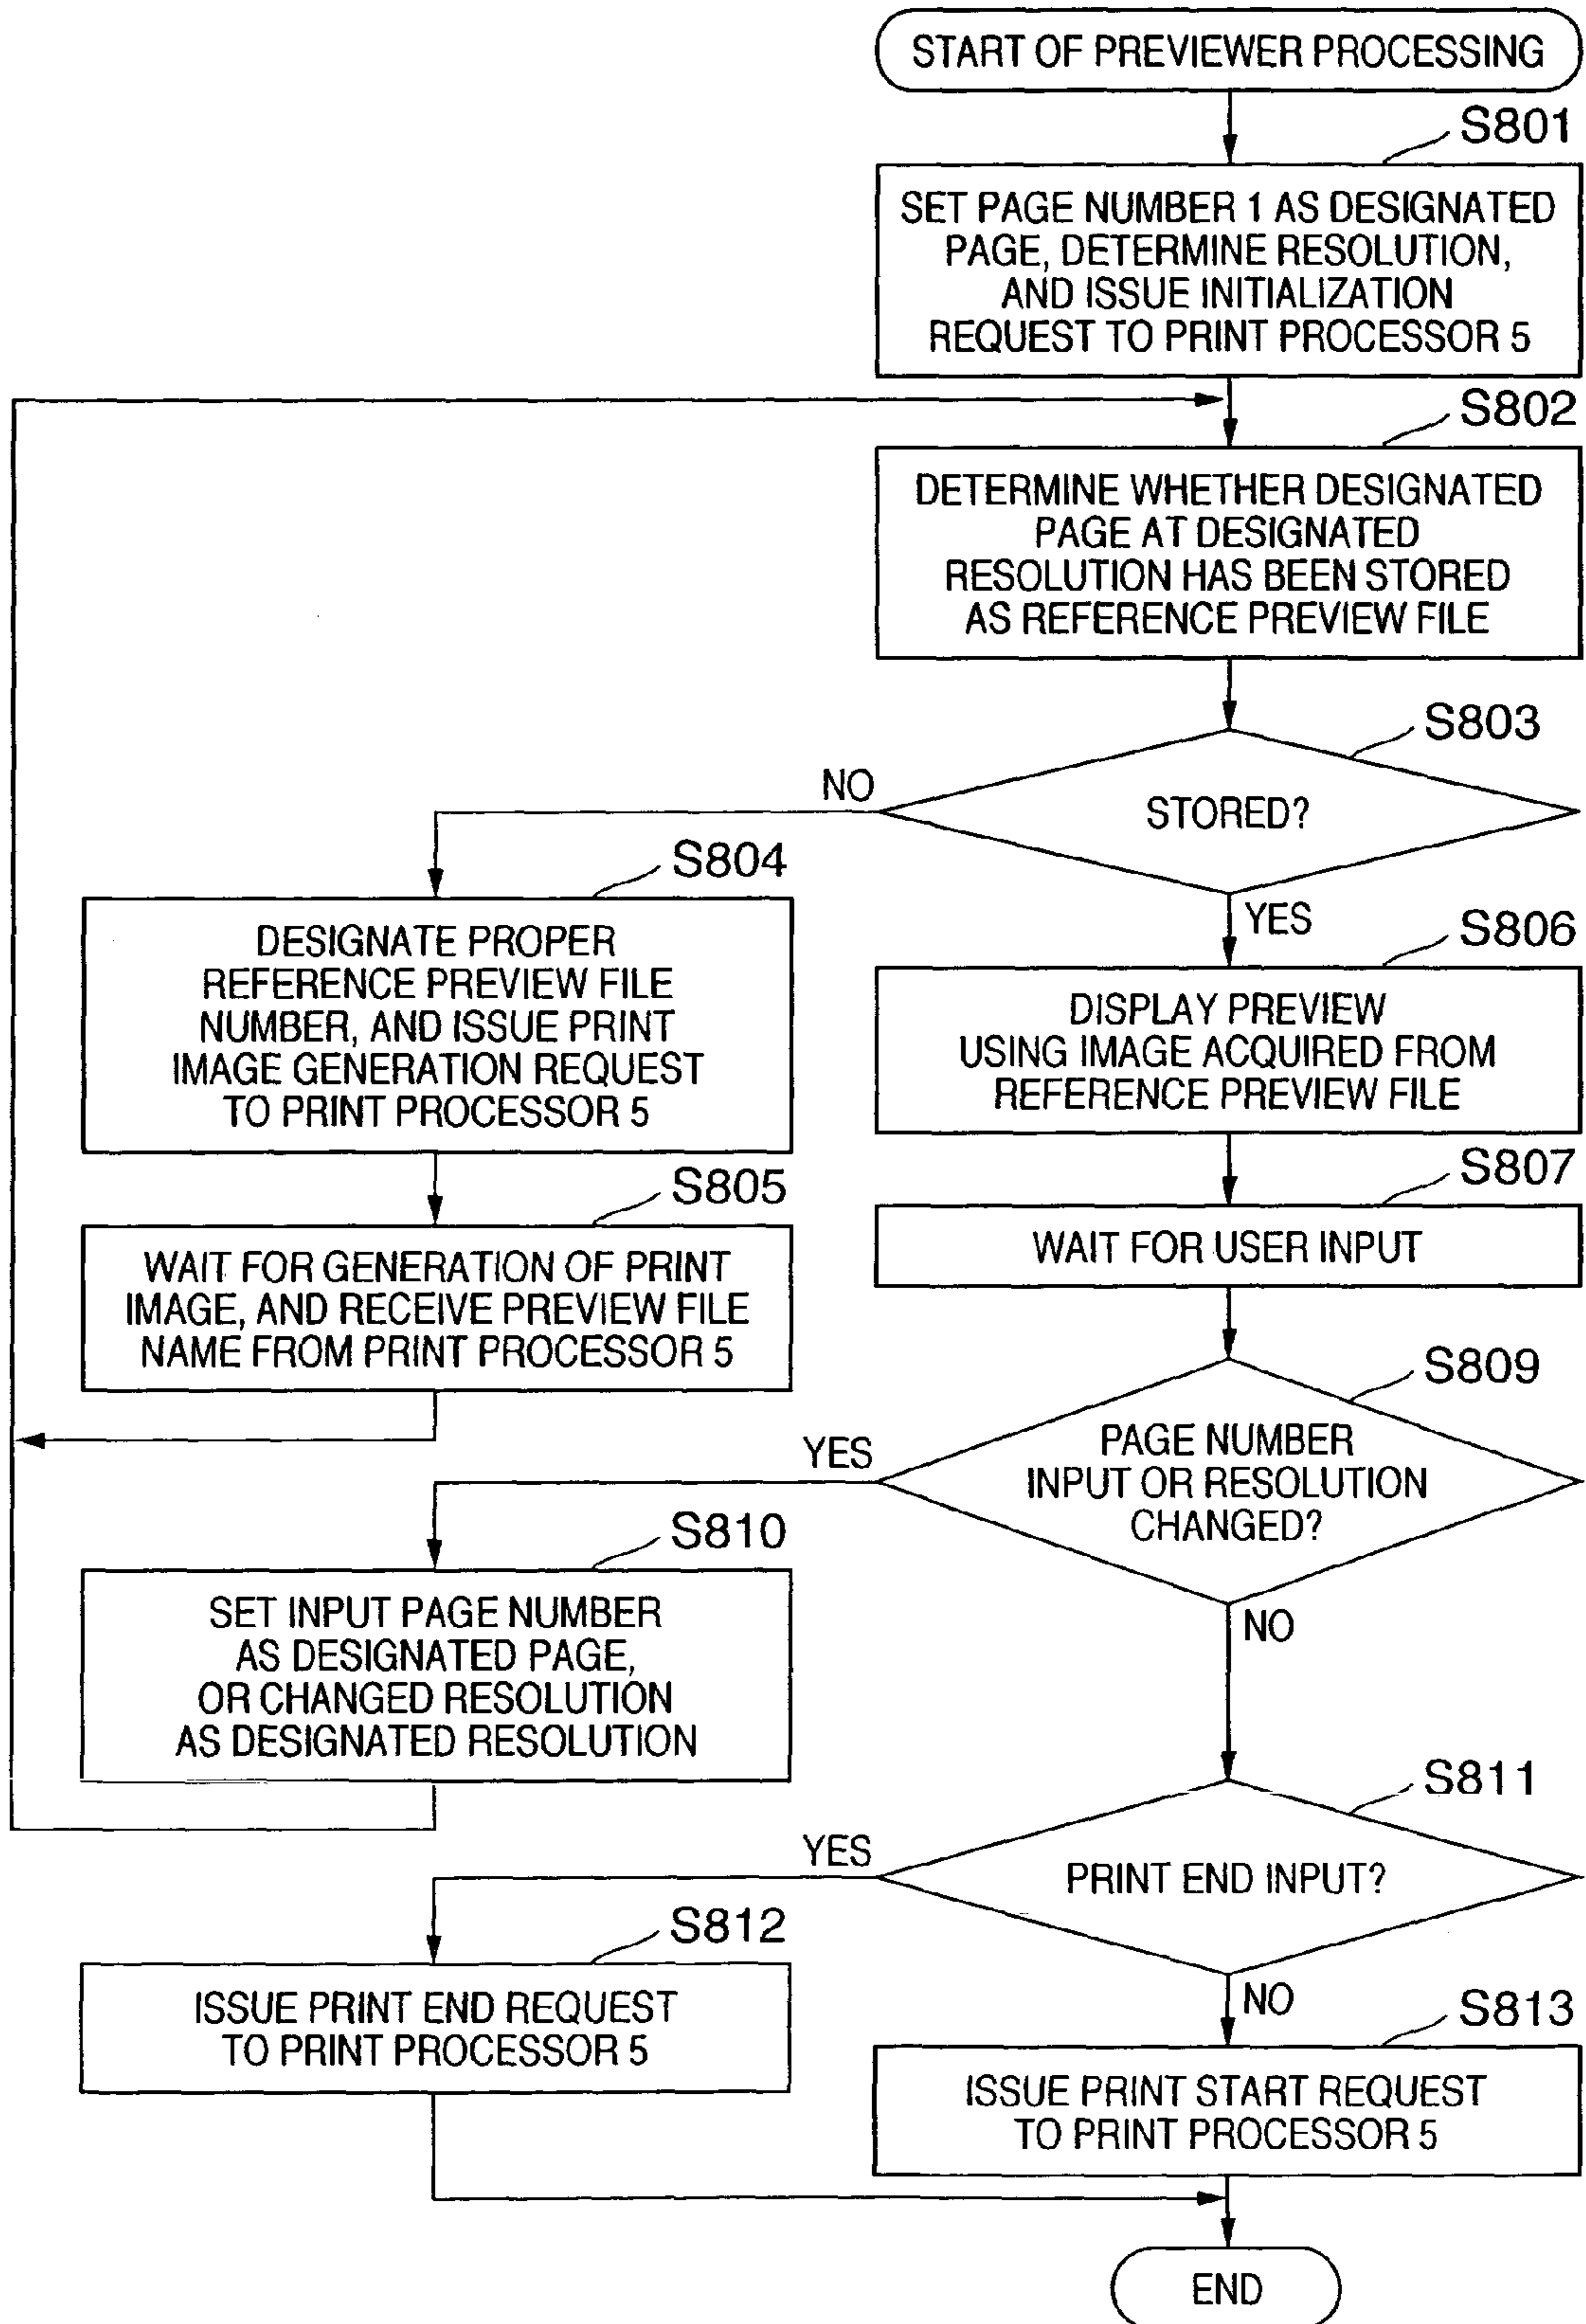 START OF PREVIEWER PROCESSING
S801
SET PAGE NUMBER 1 AS DESIGNATED
PAGE, DETERMINE RESOLUTION,
AND ISSUE INITIALIZATION
REQUEST TO PRINT PROCESSOR 5
S802
DETERMINE WHETHER DESIGNATED
PAGE AT DESIGNATED
RESOLUTION HAS BEEN STORED
AS REFERENCE PREVIEW FILE
S803
NO
STORED?
YES
S804
DESIGNATE PROPER
REFERENCE PREVIEW FILE
NUMBER, AND ISSUE PRINT
IMAGE GENERATION REQUEST
TO PRINT PROCESSOR 5
S806
DISPLAY PREVIEW
USING IMAGE ACQUIRED FROM
REFERENCE PREVIEW FILE
S805
WAIT FOR GENERATION OF PRINT
IMAGE, AND RECEIVE PREVIEW FILE
NAME FROM PRINT PROCESSOR 5
S807
WAIT FOR USER INPUT
S809
YES
PAGE NUMBER
INPUT OR RESOLUTION
CHANGED?
NO
S810
SET INPUT PAGE NUMBER
AS DESIGNATED PAGE,
OR CHANGED RESOLUTION
AS DESIGNATED RESOLUTION
S811
YES
PRINT END INPUT?
NO
S812
ISSUE PRINT END REQUEST
TO PRINT PROCESSOR 5
S813
ISSUE PRINT START REQUEST
TO PRINT PROCESSOR 5
END